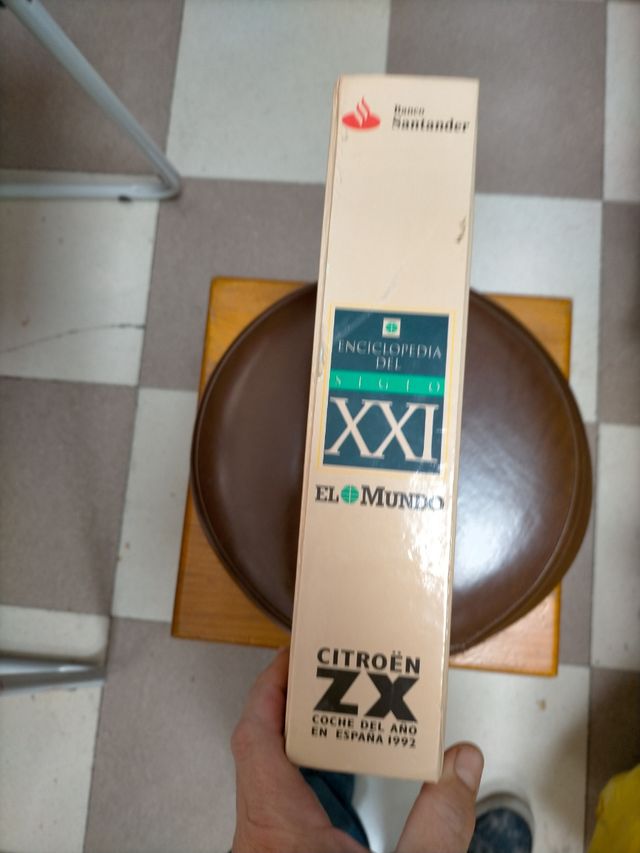 Banco
Santander
ENCICLOPEDIA
DEL
SIGLO
XXI
EL MUNDO
CITROËN
ZX
COCHE DEL AÑO
EN ESPAÑA 1992